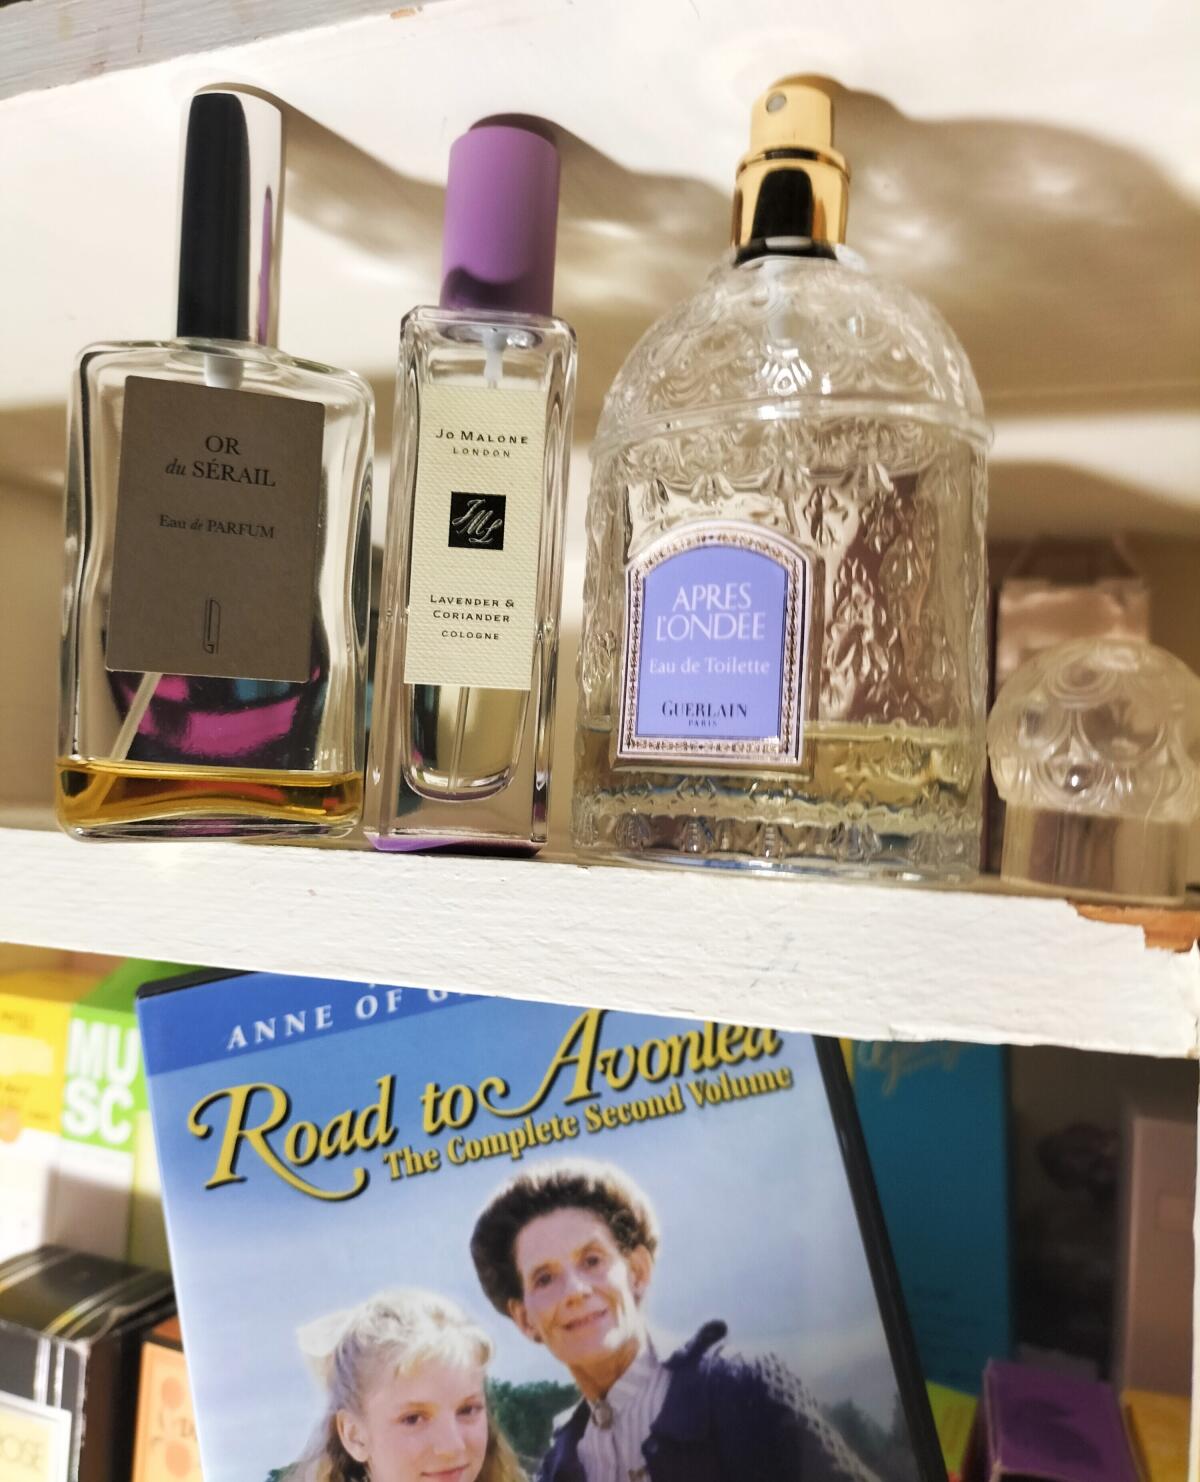 OR
du SÉRAIL
Eau de PARFUM
JO MALONE
LONDON
JML
LAVENDER &
CORIANDER
COLOGNE
APRES
L'ONDEE
Eau de Toilette
GUERLAIN
PARIS
ANNE OF
Road to Avonlea
The Complete Second Volume
MU
SC